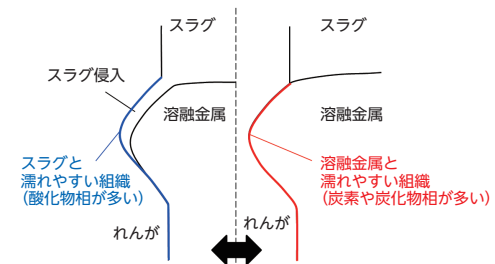 スラグ
スラグ侵入
溶融金属
スラグと
濡れやすい組織
(酸化物相が多い)
れんが
スラグ
溶融金属
溶融金属と
濡れやすい組織
(炭素や炭化物相が多い)
れんが